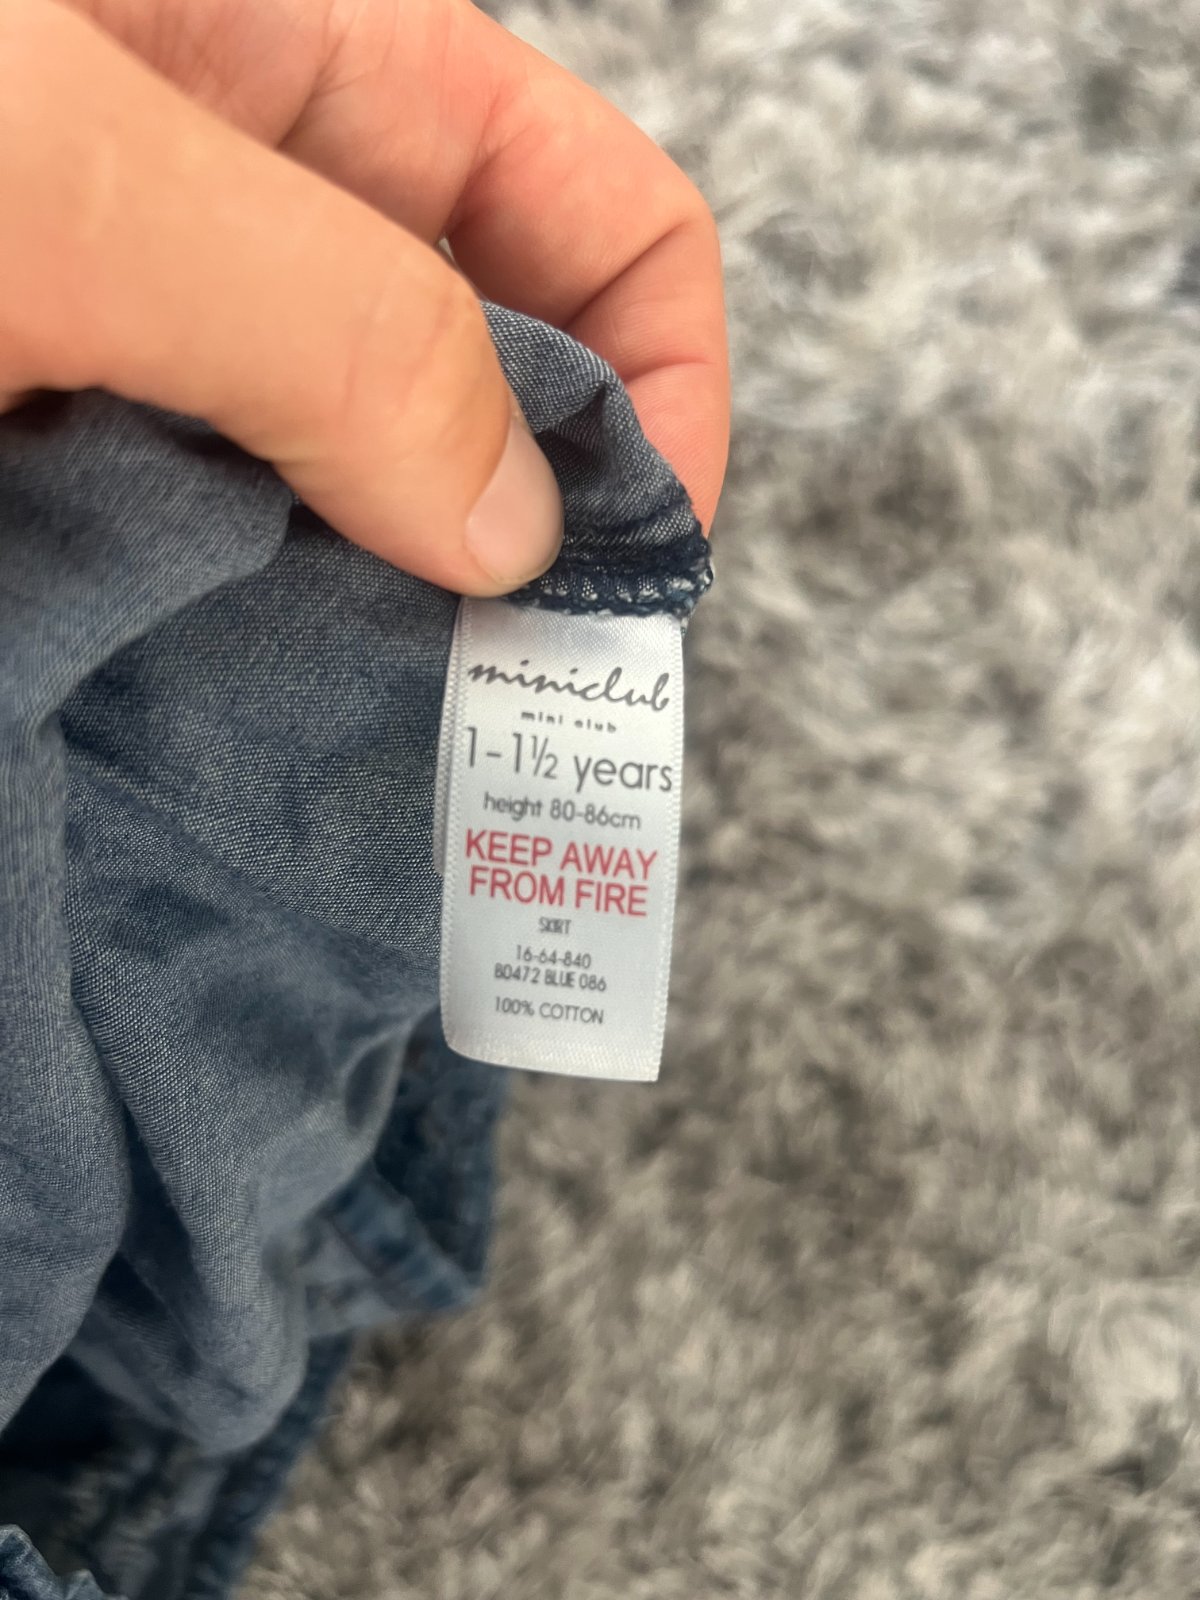 miniclub
mini club
1-1½ years
height 80-86cm
KEEP AWAY
FROM FIRE
SKIRT
16-64-840
B0472 BLUE 086
100% COTTON